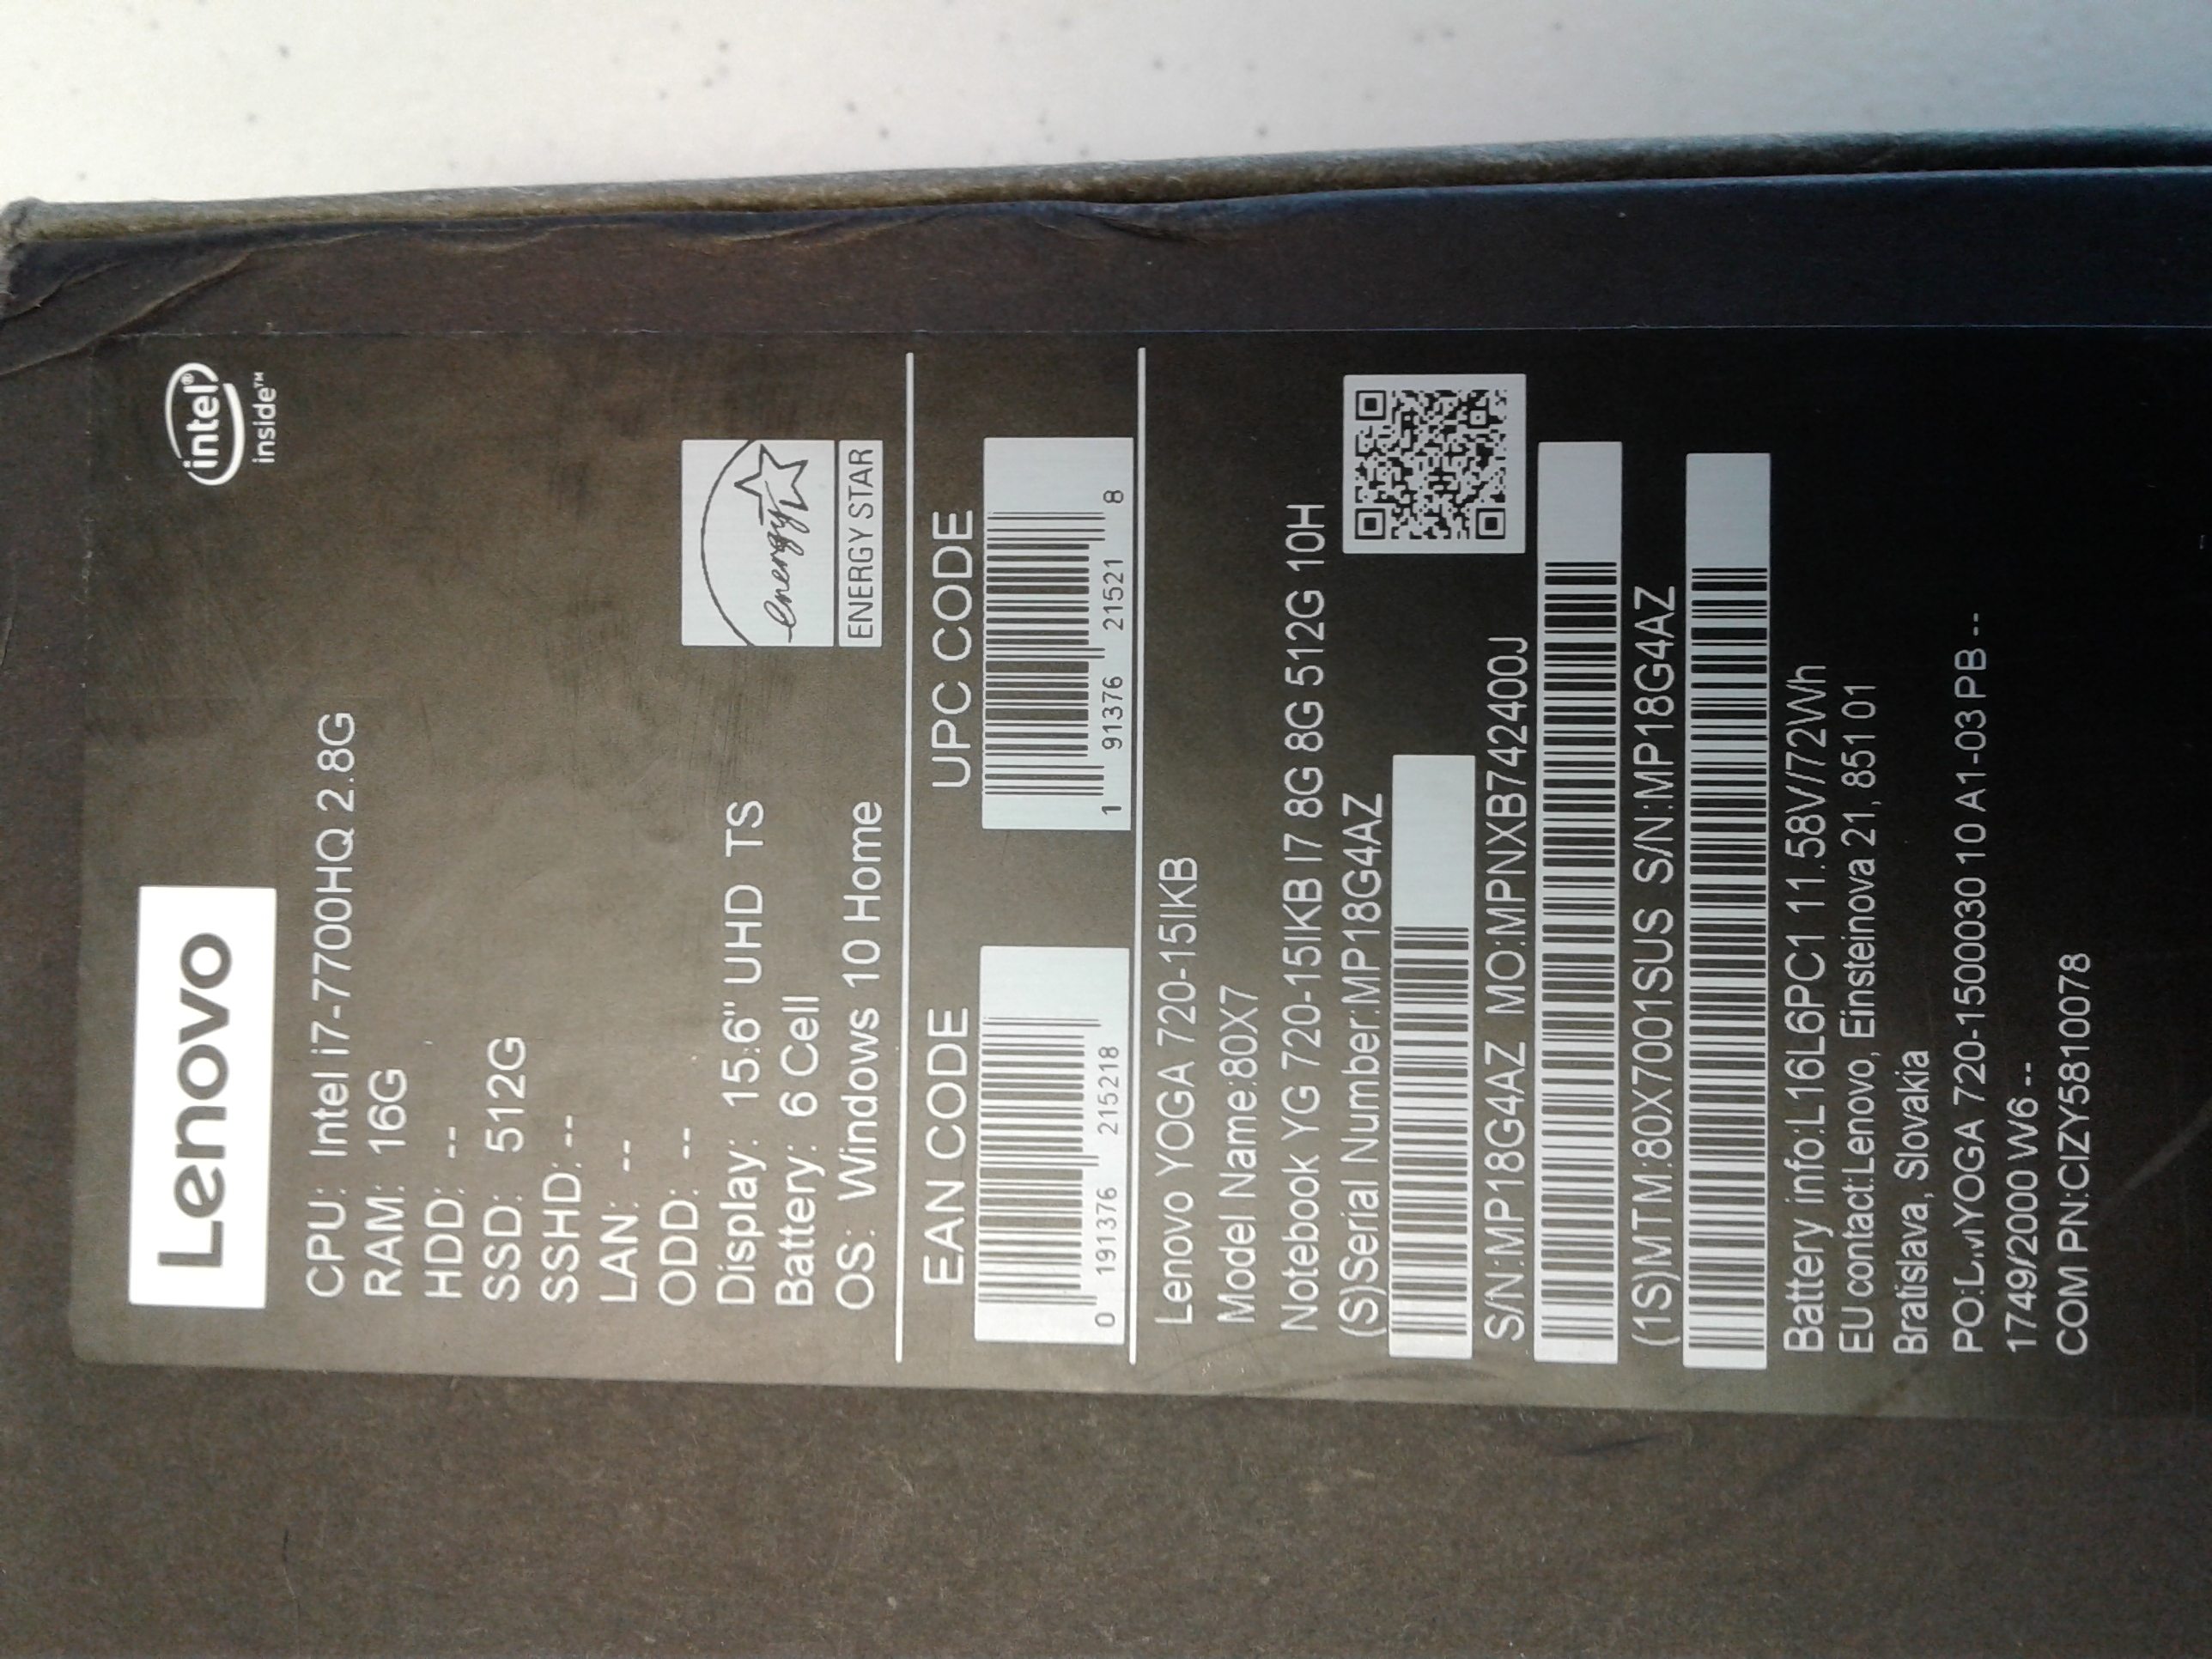 Lenovo
intel® inside™
CPU: Intel i7-7700HQ 2.8G
RAM: 16G
HDD: --
SSD: 512G
SSHD: --
LAN: --
ODD: --
Display: 15.6" UHD TS
Battery: 6 Cell
OS: Windows 10 Home
energy
ENERGY STAR
EAN CODE
0 191376 215218
UPC CODE
1 91376 21521 8
Lenovo YOGA 720-15IKB
Model Name:80X7
Notebook YG 720-15IKB I7 8G 8G 512G 10H
(S)Serial Number:MP18G4AZ
S/N:MP18G4AZ MO:MPNXB742400J
(1S)MTM:80X7001SUS S/N:MP18G4AZ
Battery info:L16L6PC1 11.58V/72Wh
EU contact:Lenovo, Einsteinova 21, 851 01
Bratislava, Slovakia
YOGA 720-1500030 10 A1-03 PB --
1749/2000 W6 --
COM PN:CIZY5810078